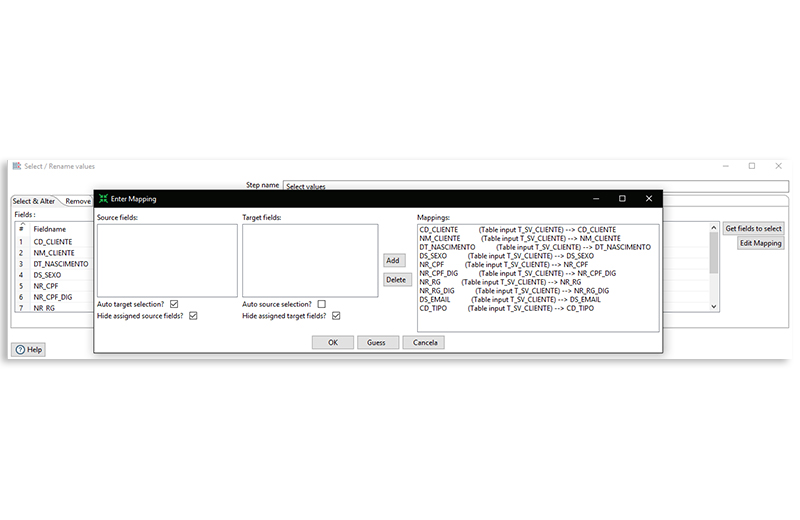 Select / Rename values
Step name Select values
Select & Alter Remove
Enter Mapping
Fields :
# Fieldname
1 CD_CLIENTE
2 NM_CLIENTE
3 DT_NASCIMENTO
4 DS_SEXO
5 NR_CPF
6 NR_CPF_DIG
7 NR_RG
Source fields:
Target fields:
Mappings:
CD_CLIENTE (Table input T_SV_CLIENTE) --> CD_CLIENTE
NM_CLIENTE (Table input T_SV_CLIENTE) --> NM_CLIENTE
DT_NASCIMENTO (Table input T_SV_CLIENTE) --> DT_NASCIMENTO
DS_SEXO (Table input T_SV_CLIENTE) --> DS_SEXO
NR_CPF (Table input T_SV_CLIENTE) --> NR_CPF
NR_CPF_DIG (Table input T_SV_CLIENTE) --> NR_CPF_DIG
NR_RG (Table input T_SV_CLIENTE) --> NR_RG
NR_RG_DIG (Table input T_SV_CLIENTE) --> NR_RG_DIG
DS_EMAIL (Table input T_SV_CLIENTE) --> DS_EMAIL
CD_TIPO (Table input T_SV_CLIENTE) --> CD_TIPO
Add
Delete
Auto target selection?
Auto source selection?
Hide assigned source fields?
Hide assigned target fields?
OK
Guess
Cancela
Get fields to select
Edit Mapping
Help